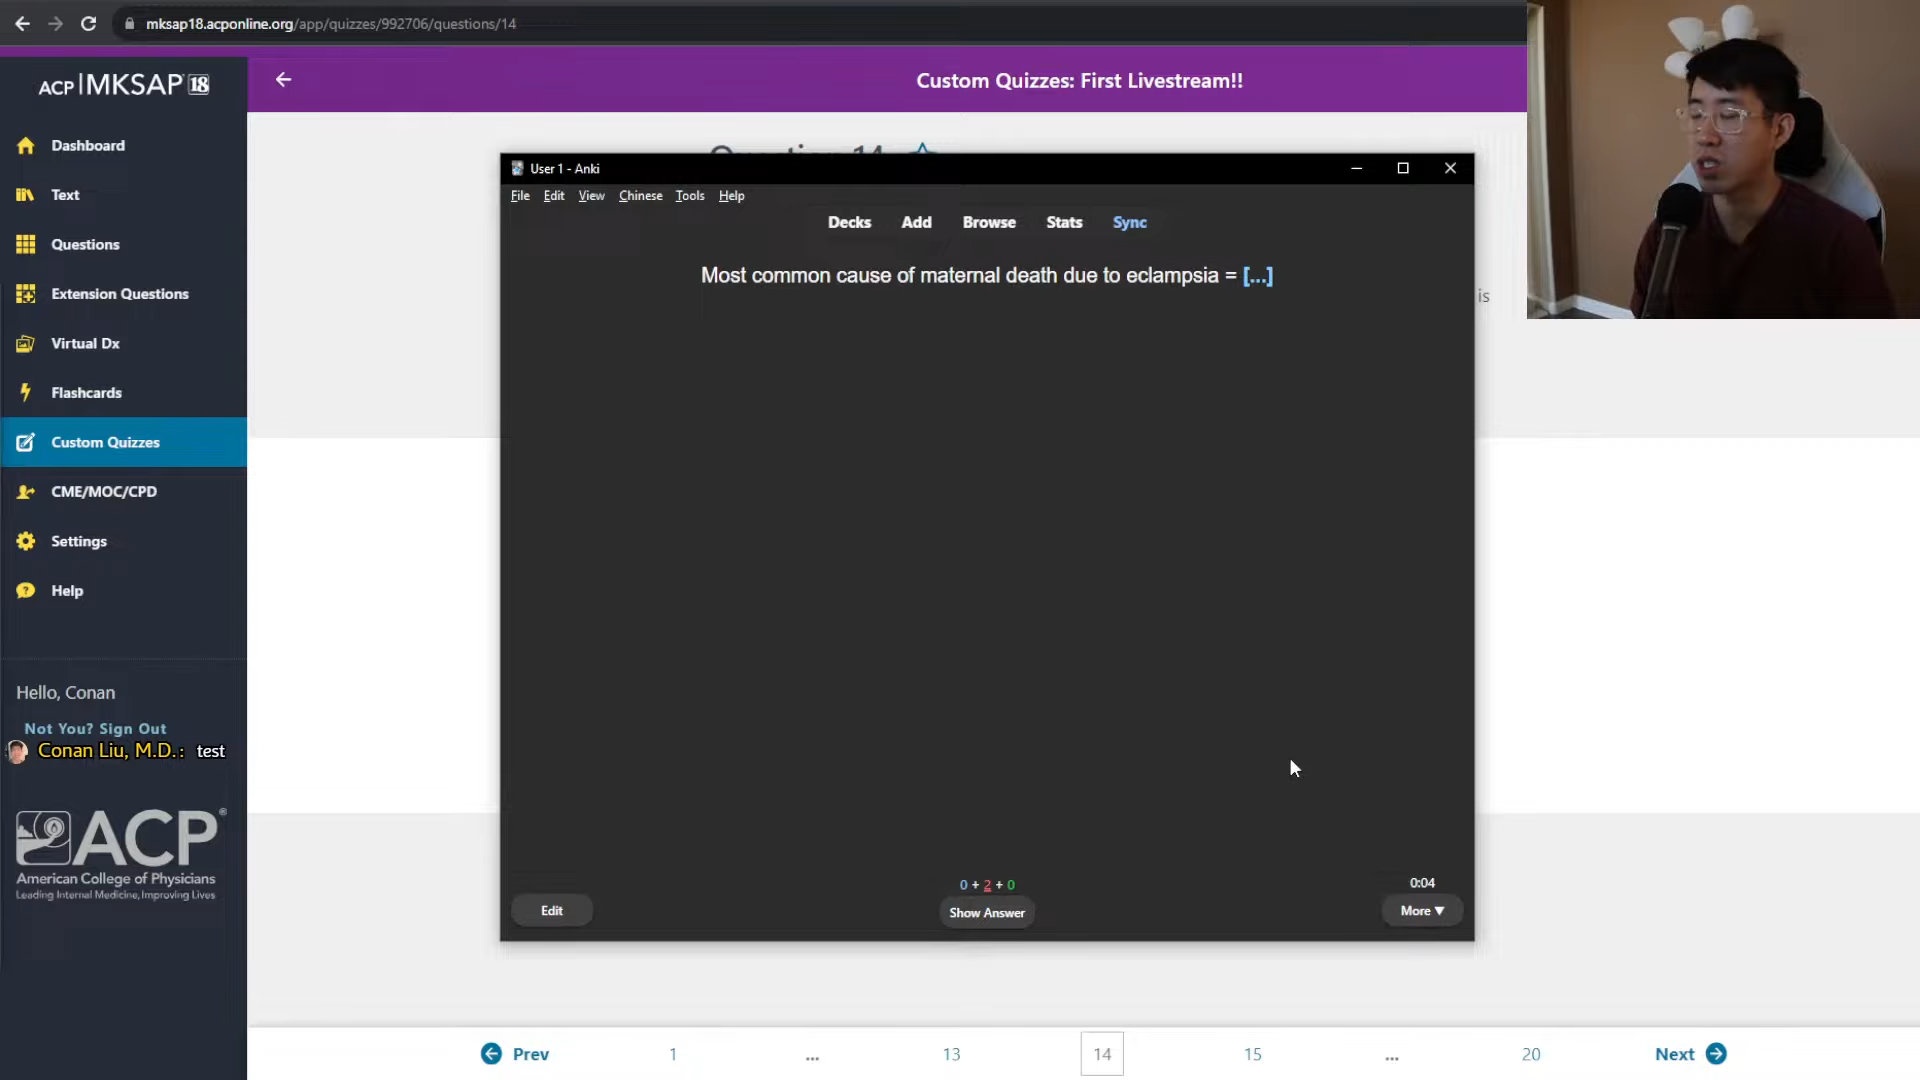 mksap18.acponline.org/app/quizzes/992706/questions/14
ACP|MKSAP 18
Custom Quizzes: First Livestream!!
Dashboard
Text
Questions
Extension Questions
Virtual Dx
Flashcards
Custom Quizzes
CME/MOC/CPD
Settings
Help
Hello, Conan
Not You? Sign Out
Conan Liu, M.D.: test
ACP®
American College of Physicians
Leading Internal Medicine, Improving Lives
Question 14
User 1 - Anki
File Edit View Chinese Tools Help
Decks Add Browse Stats Sync
Most common cause of maternal death due to eclampsia = [...]
is
0 + 2 + 0
0:04
Edit
Show Answer
More ▼
Prev 1 ... 13 14 15 ... 20 Next